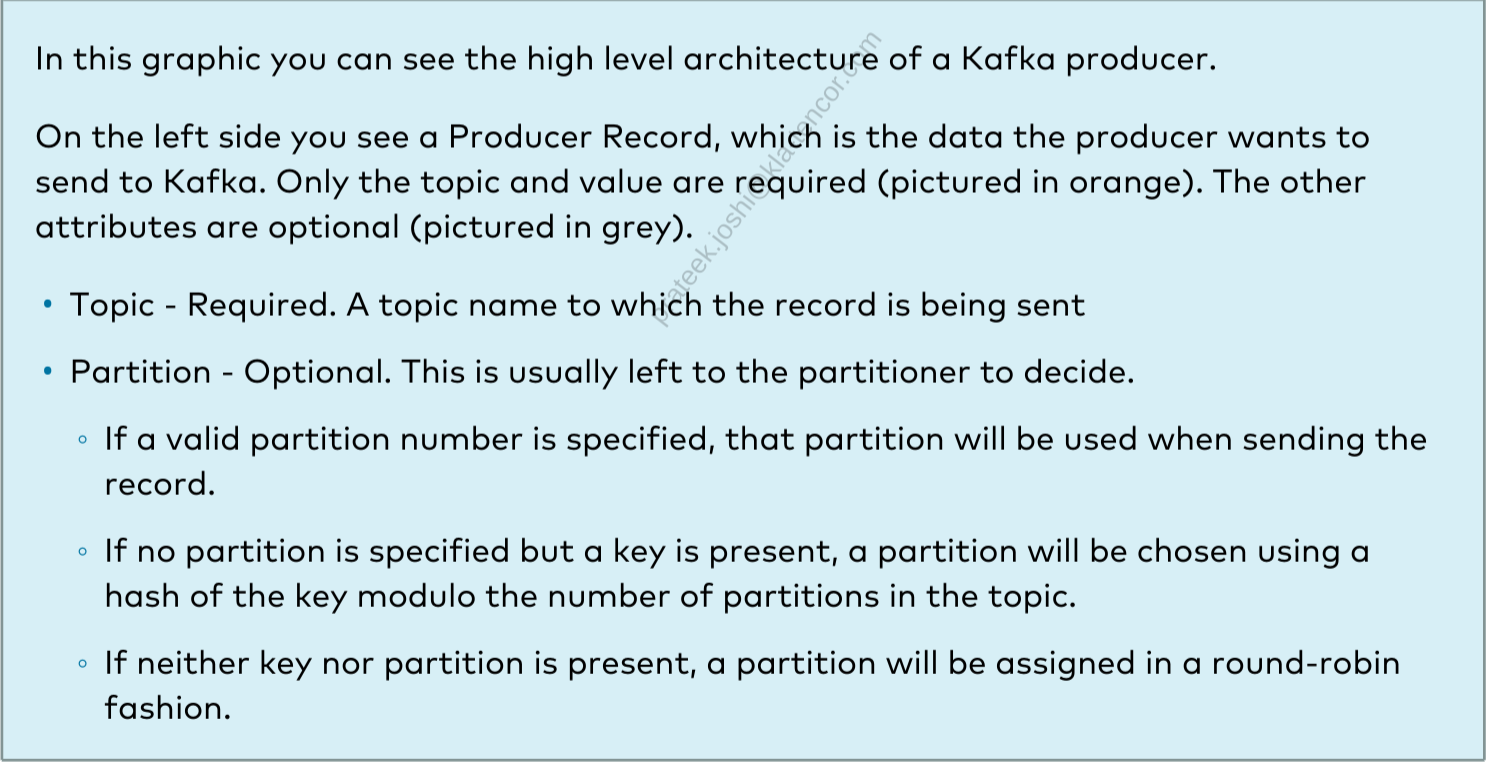 In this graphic you can see the high level architecture of a Kafka producer.
On the left side you see a Producer Record, which is the data the producer wants to
send to Kafka. Only the topic and value are required (pictured in orange). The other
attributes are optional (pictured in grey).
• Topic - Required. A topic name to which the record is being sent
• Partition - Optional. This is usually left to the partitioner to decide.
◦ If a valid partition number is specified, that partition will be used when sending the
record.
◦ If no partition is specified but a key is present, a partition will be chosen using a
hash of the key modulo the number of partitions in the topic.
◦ If neither key nor partition is present, a partition will be assigned in a round-robin
fashion.